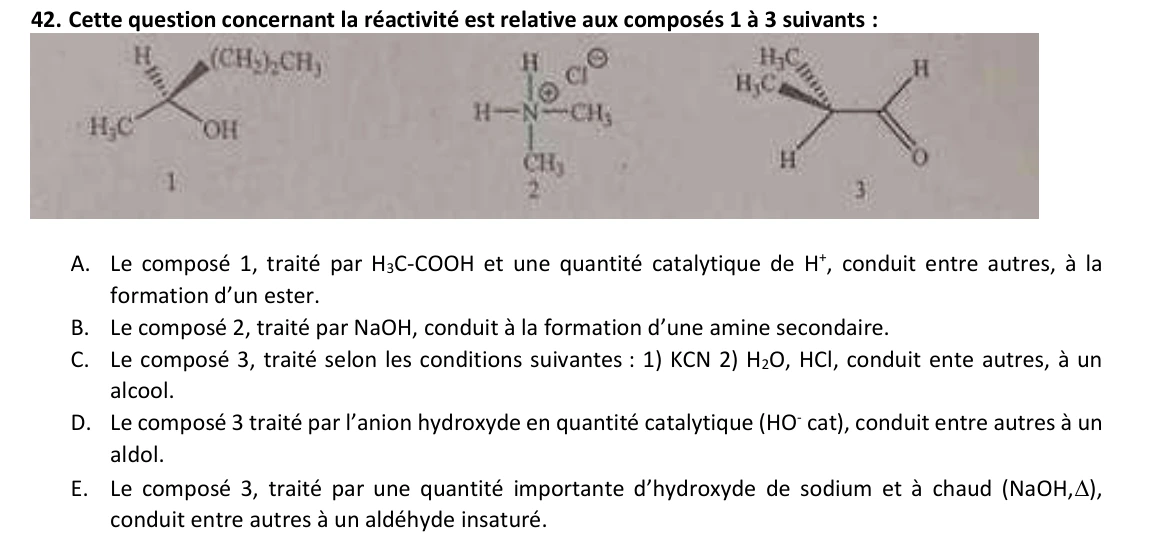 42. Cette question concernant la réactivité est relative aux composés 1 à 3 suivants :
H (CH₂)₂CH₃ H Cl⊖ H₃C H
⊕ H₃C
H₃C OH H—N—CH₃
CH₃ H O
1 2 3
A. Le composé 1, traité par H₃C-COOH et une quantité catalytique de H⁺, conduit entre autres, à la
formation d’un ester.
B. Le composé 2, traité par NaOH, conduit à la formation d’une amine secondaire.
C. Le composé 3, traité selon les conditions suivantes : 1) KCN 2) H₂O, HCl, conduit ente autres, à un
alcool.
D. Le composé 3 traité par l’anion hydroxyde en quantité catalytique (HO⁻ cat), conduit entre autres à un
aldol.
E. Le composé 3, traité par une quantité importante d’hydroxyde de sodium et à chaud (NaOH,Δ),
conduit entre autres à un aldéhyde insaturé.